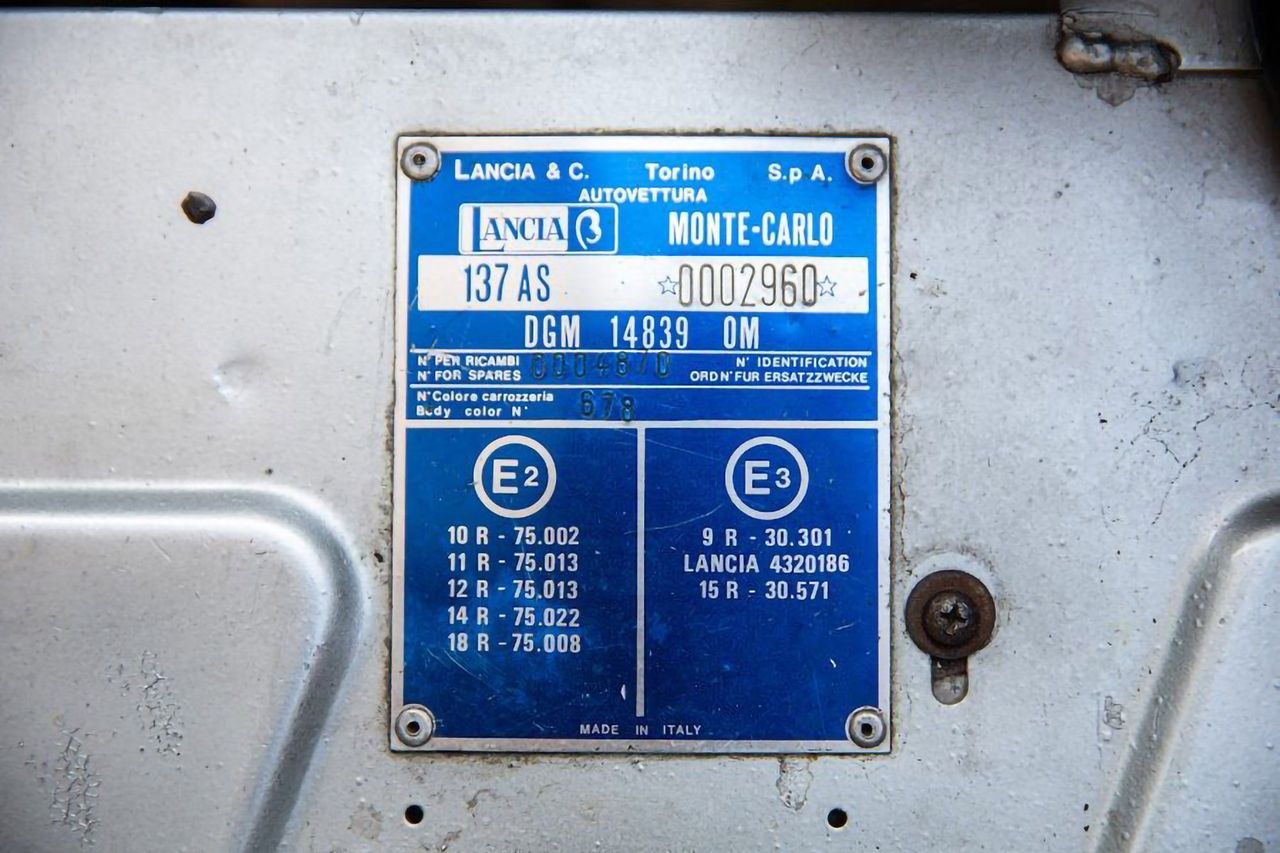 LANCIA & C. Torino S.p A.
AUTOVETTURA
LANCIA β MONTE-CARLO
137 AS ☆0002960☆
DGM 14839 OM
N° PER RICAMBI 0004870 N° IDENTIFICATION
N° FOR SPARES ORD N° FUR ERSATZZWECKE
N° Colore carrozzeria 678
Body color N°
E2
10 R - 75.002
11 R - 75.013
12 R - 75.013
14 R - 75.022
18 R - 75.008
E3
9 R - 30.301
LANCIA 4320186
15 R - 30.571
MADE IN ITALY